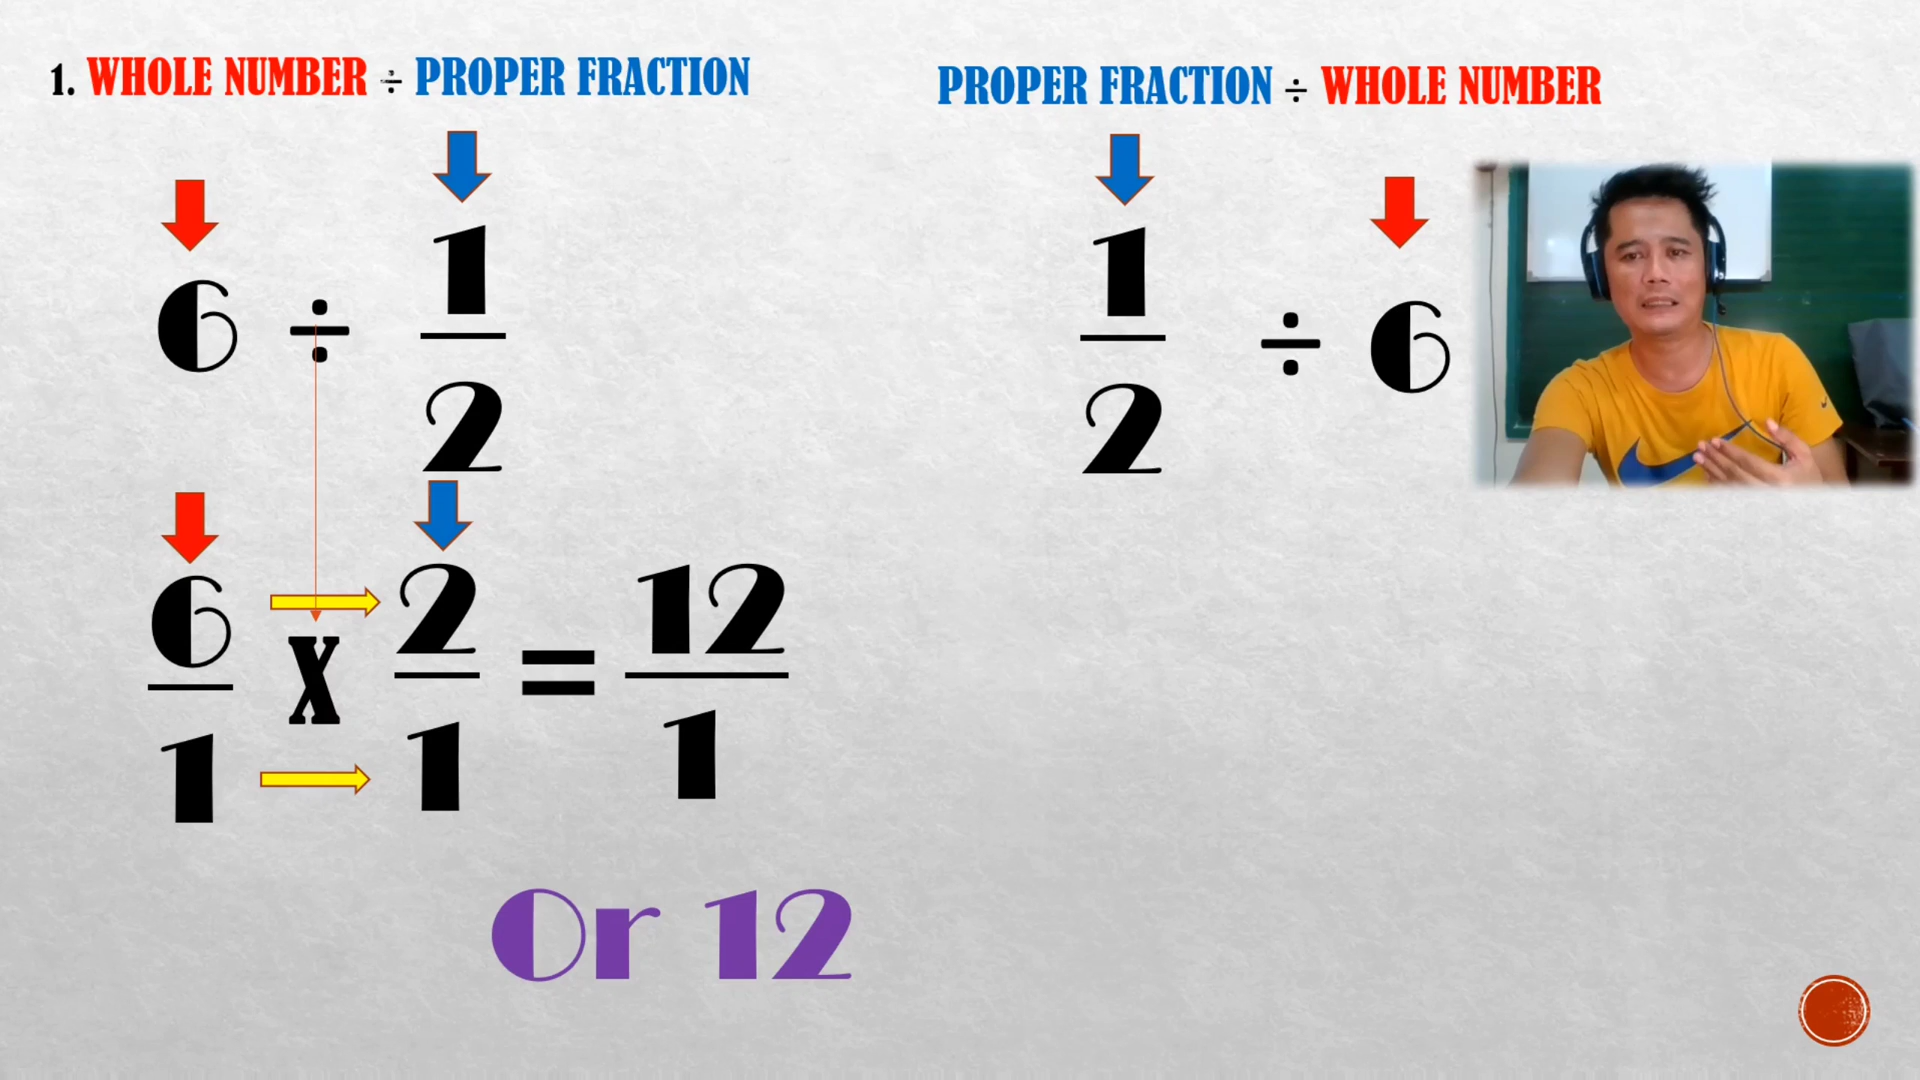 1. WHOLE NUMBER ÷ PROPER FRACTION
6 ÷ 1/2
6/1 X 2/1 = 12/1
Or 12
PROPER FRACTION ÷ WHOLE NUMBER
1/2 ÷ 6